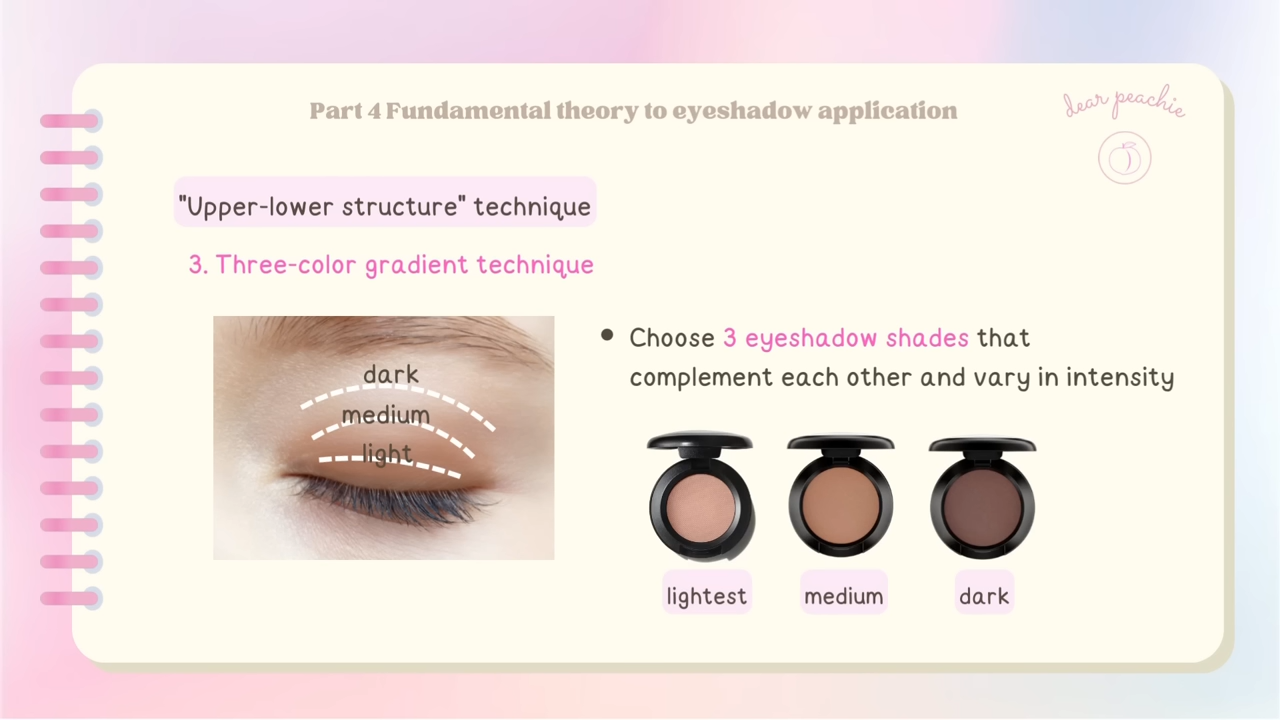 Part 4 Fundamental theory to eyeshadow application
dear peachie
"Upper-lower structure" technique
3. Three-color gradient technique
dark
medium
light
• Choose 3 eyeshadow shades that
complement each other and vary in intensity
lightest
medium
dark